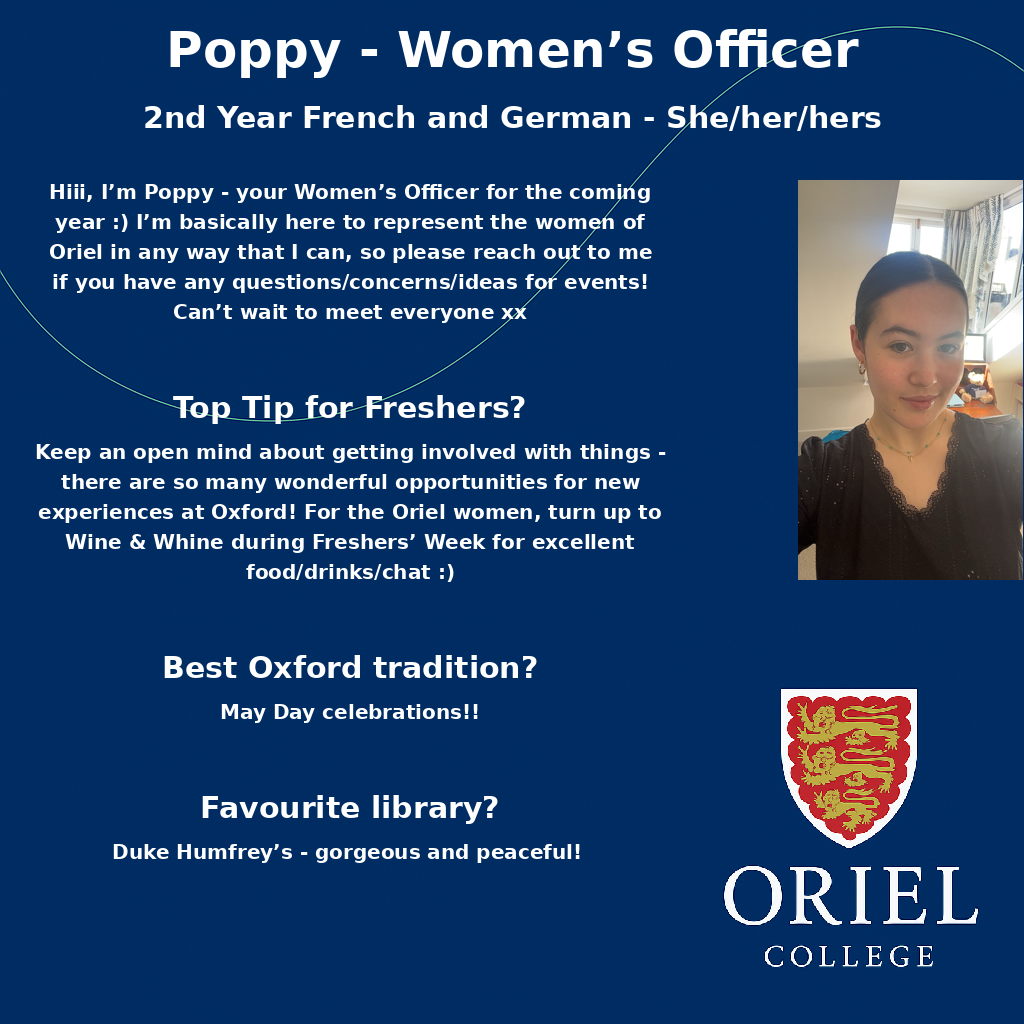 Poppy - Women’s Officer
2nd Year French and German - She/her/hers
Hiii, I’m Poppy - your Women’s Officer for the coming
year :) I’m basically here to represent the women of
Oriel in any way that I can, so please reach out to me
if you have any questions/concerns/ideas for events!
Can’t wait to meet everyone xx
Top Tip for Freshers?
Keep an open mind about getting involved with things -
there are so many wonderful opportunities for new
experiences at Oxford! For the Oriel women, turn up to
Wine & Whine during Freshers’ Week for excellent
food/drinks/chat :)
Best Oxford tradition?
May Day celebrations!!
Favourite library?
Duke Humfrey’s - gorgeous and peaceful!
ORIEL
COLLEGE